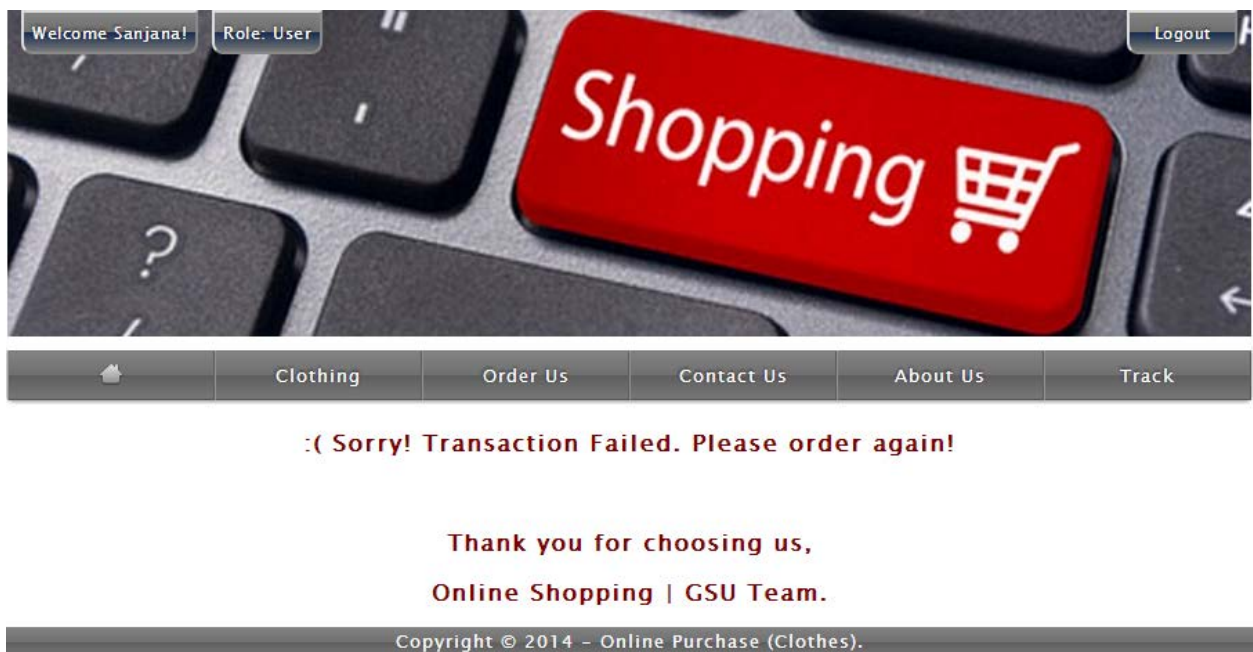 Welcome Sanjana! Role: User Logout
Shopping
?
Clothing Order Us Contact Us About Us Track
:( Sorry! Transaction Failed. Please order again!
Thank you for choosing us,
Online Shopping | GSU Team.
Copyright © 2014 – Online Purchase (Clothes).